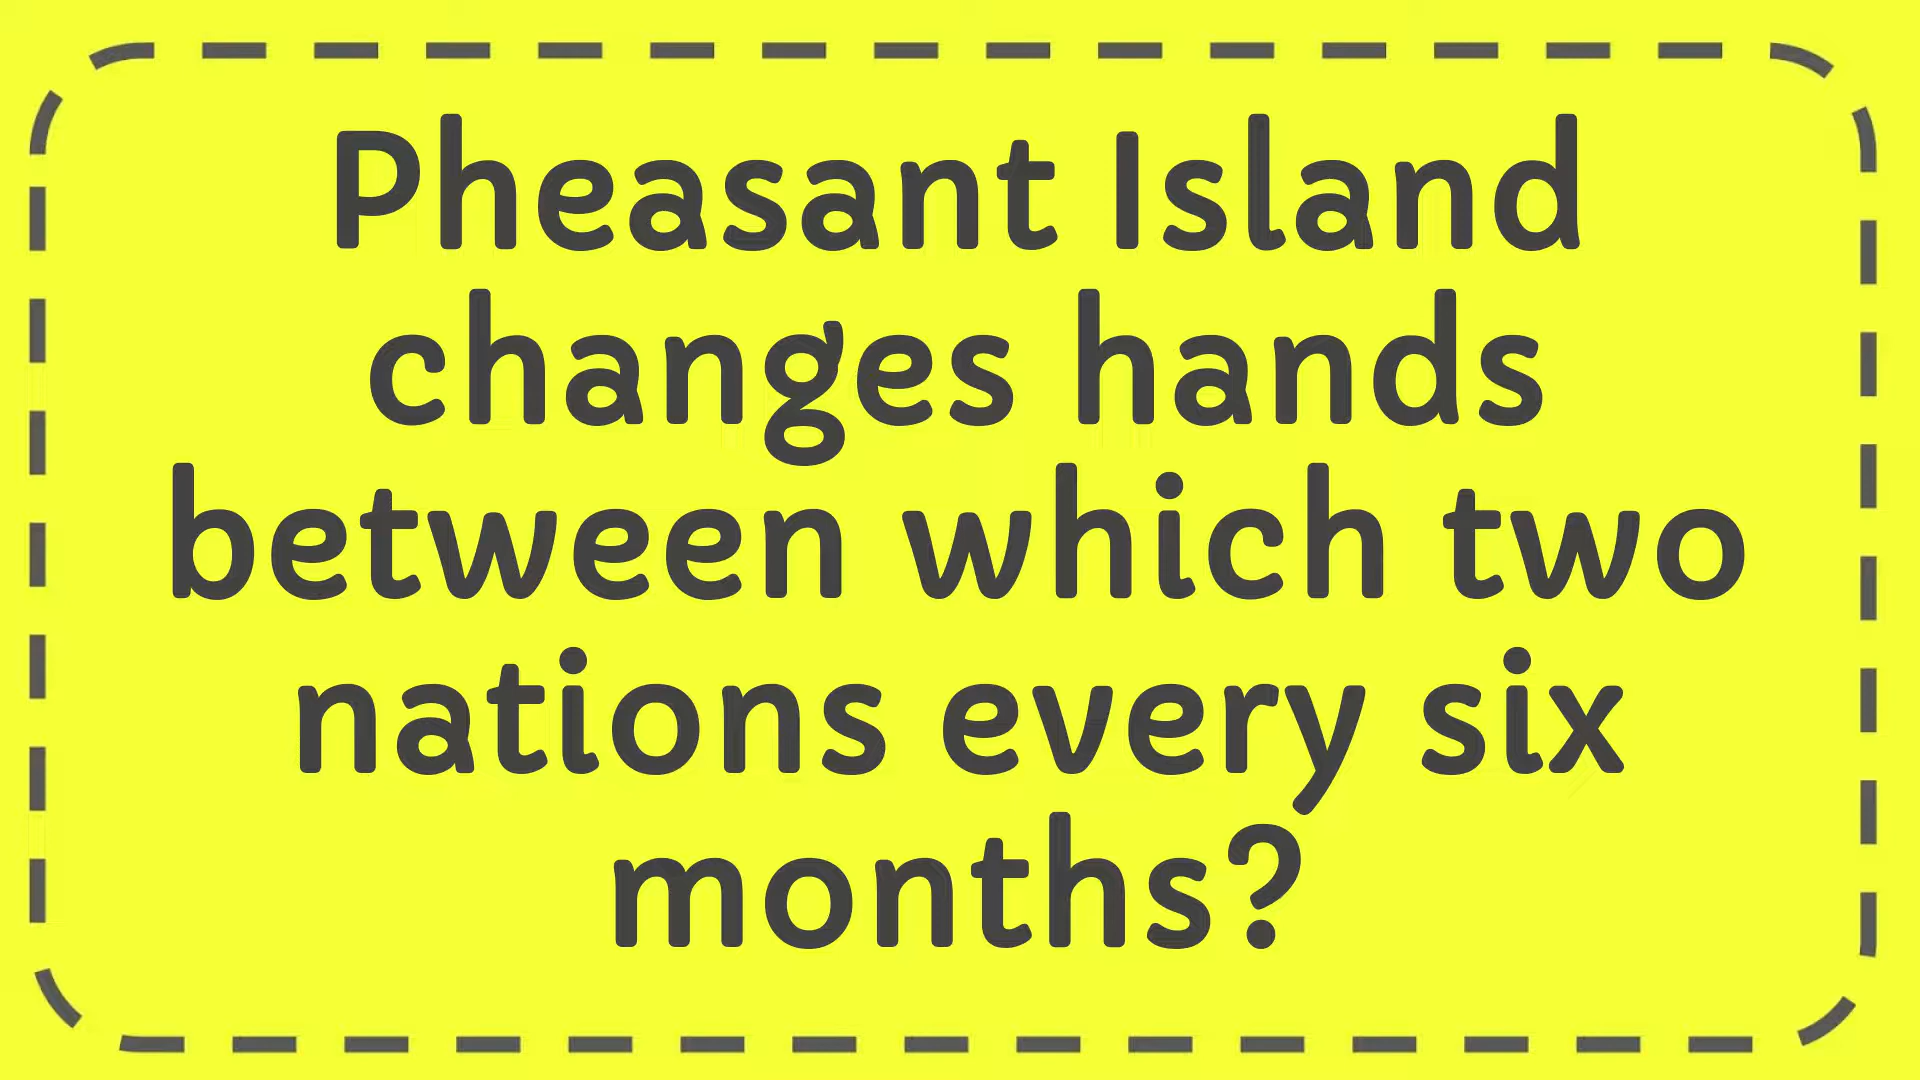 Pheasant Island
changes hands
between which two
nations every six
months?